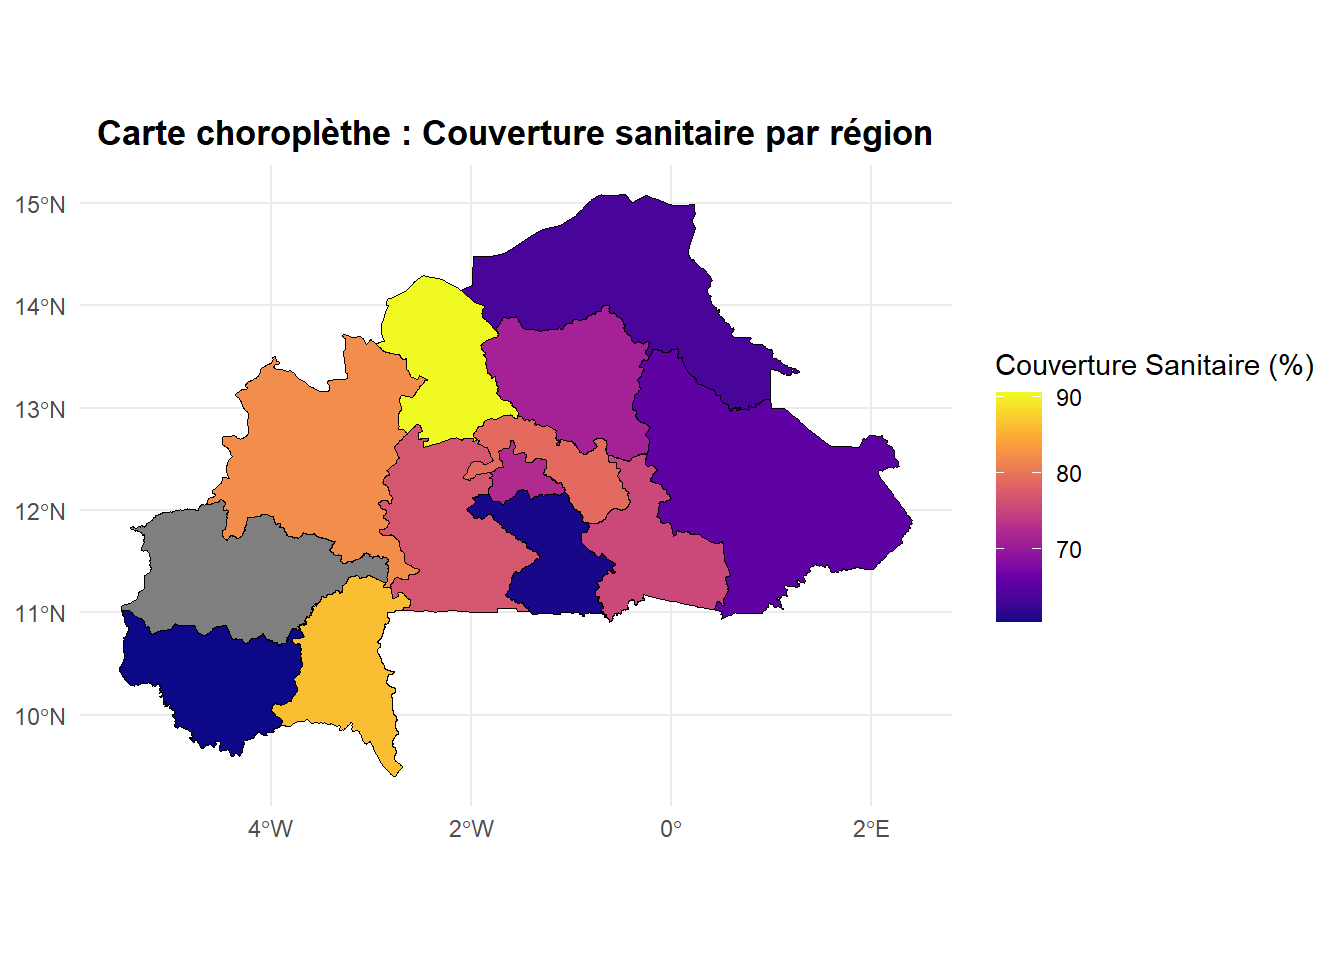 Carte choroplèthe : Couverture sanitaire par région
15°N
14°N
13°N
12°N
11°N
10°N
4°W
2°W
0°
2°E
Couverture Sanitaire (%)
90
80
70